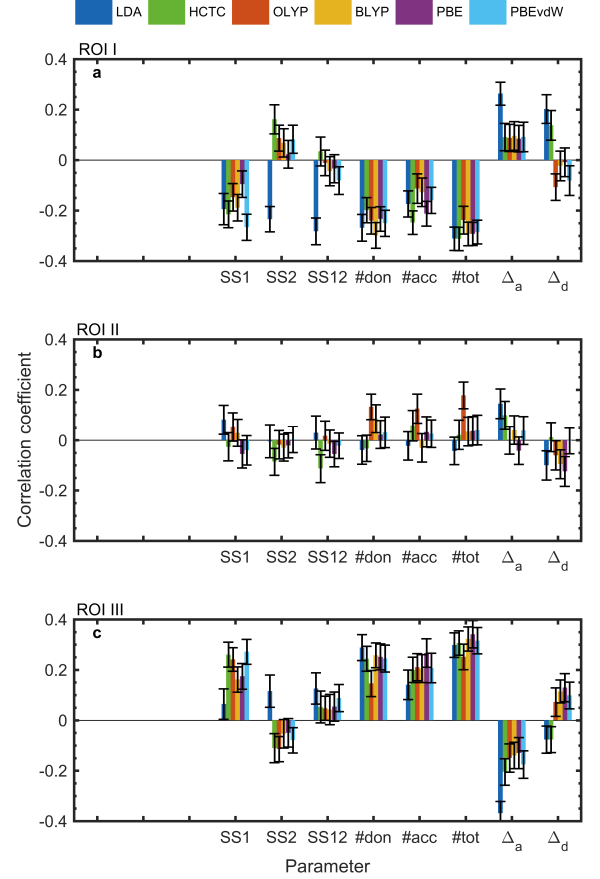 LDA HCTC OLYP BLYP PBE PBEvdW
ROI I
a
0.4
0.2
0
-0.2
-0.4
SS1 SS2 SS12 #don #acc #tot Δa Δd
ROI II
b
0.4
0.2
0
-0.2
-0.4
SS1 SS2 SS12 #don #acc #tot Δa Δd
Correlation coefficient
ROI III
c
0.4
0.2
0
-0.2
-0.4
SS1 SS2 SS12 #don #acc #tot Δa Δd
Parameter